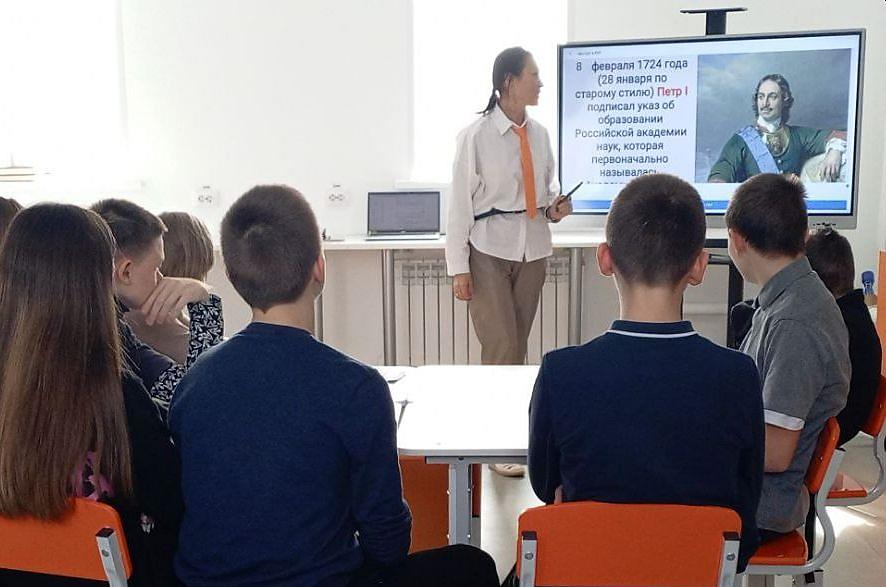 8 февраля 1724 года
(28 января по
старому стилю) Петр I
подписал указ об
образовании
Российской академии
наук, которая
первоначально
называлась